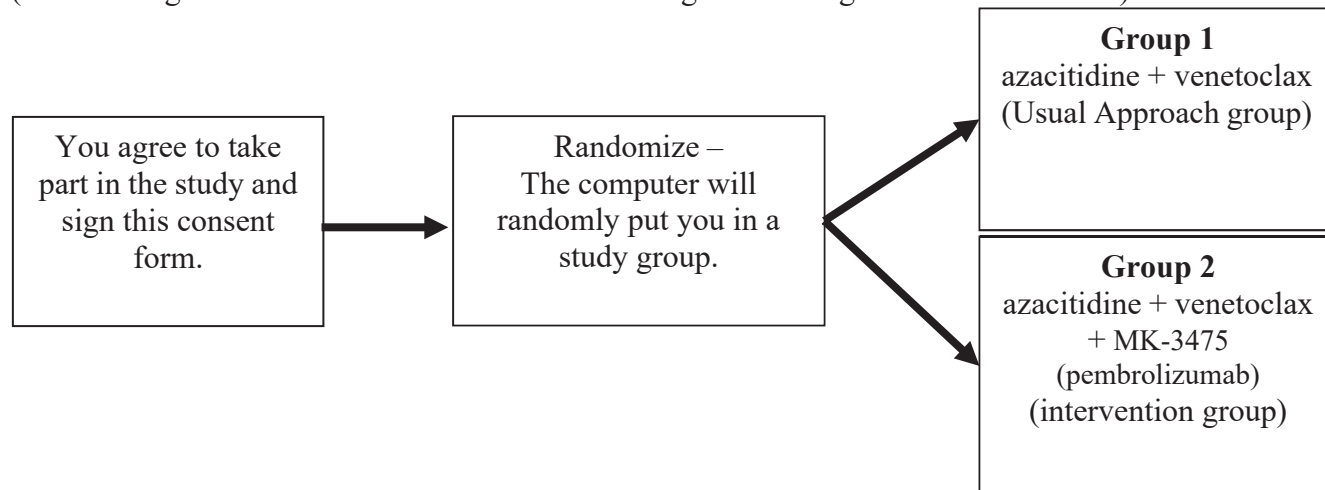 You agree to take
part in the study and
sign this consent
form.
Randomize –
The computer will
randomly put you in a
study group.
Group 1
azacitidine + venetoclax
(Usual Approach group)
Group 2
azacitidine + venetoclax
+ MK-3475
(pembrolizumab)
(intervention group)